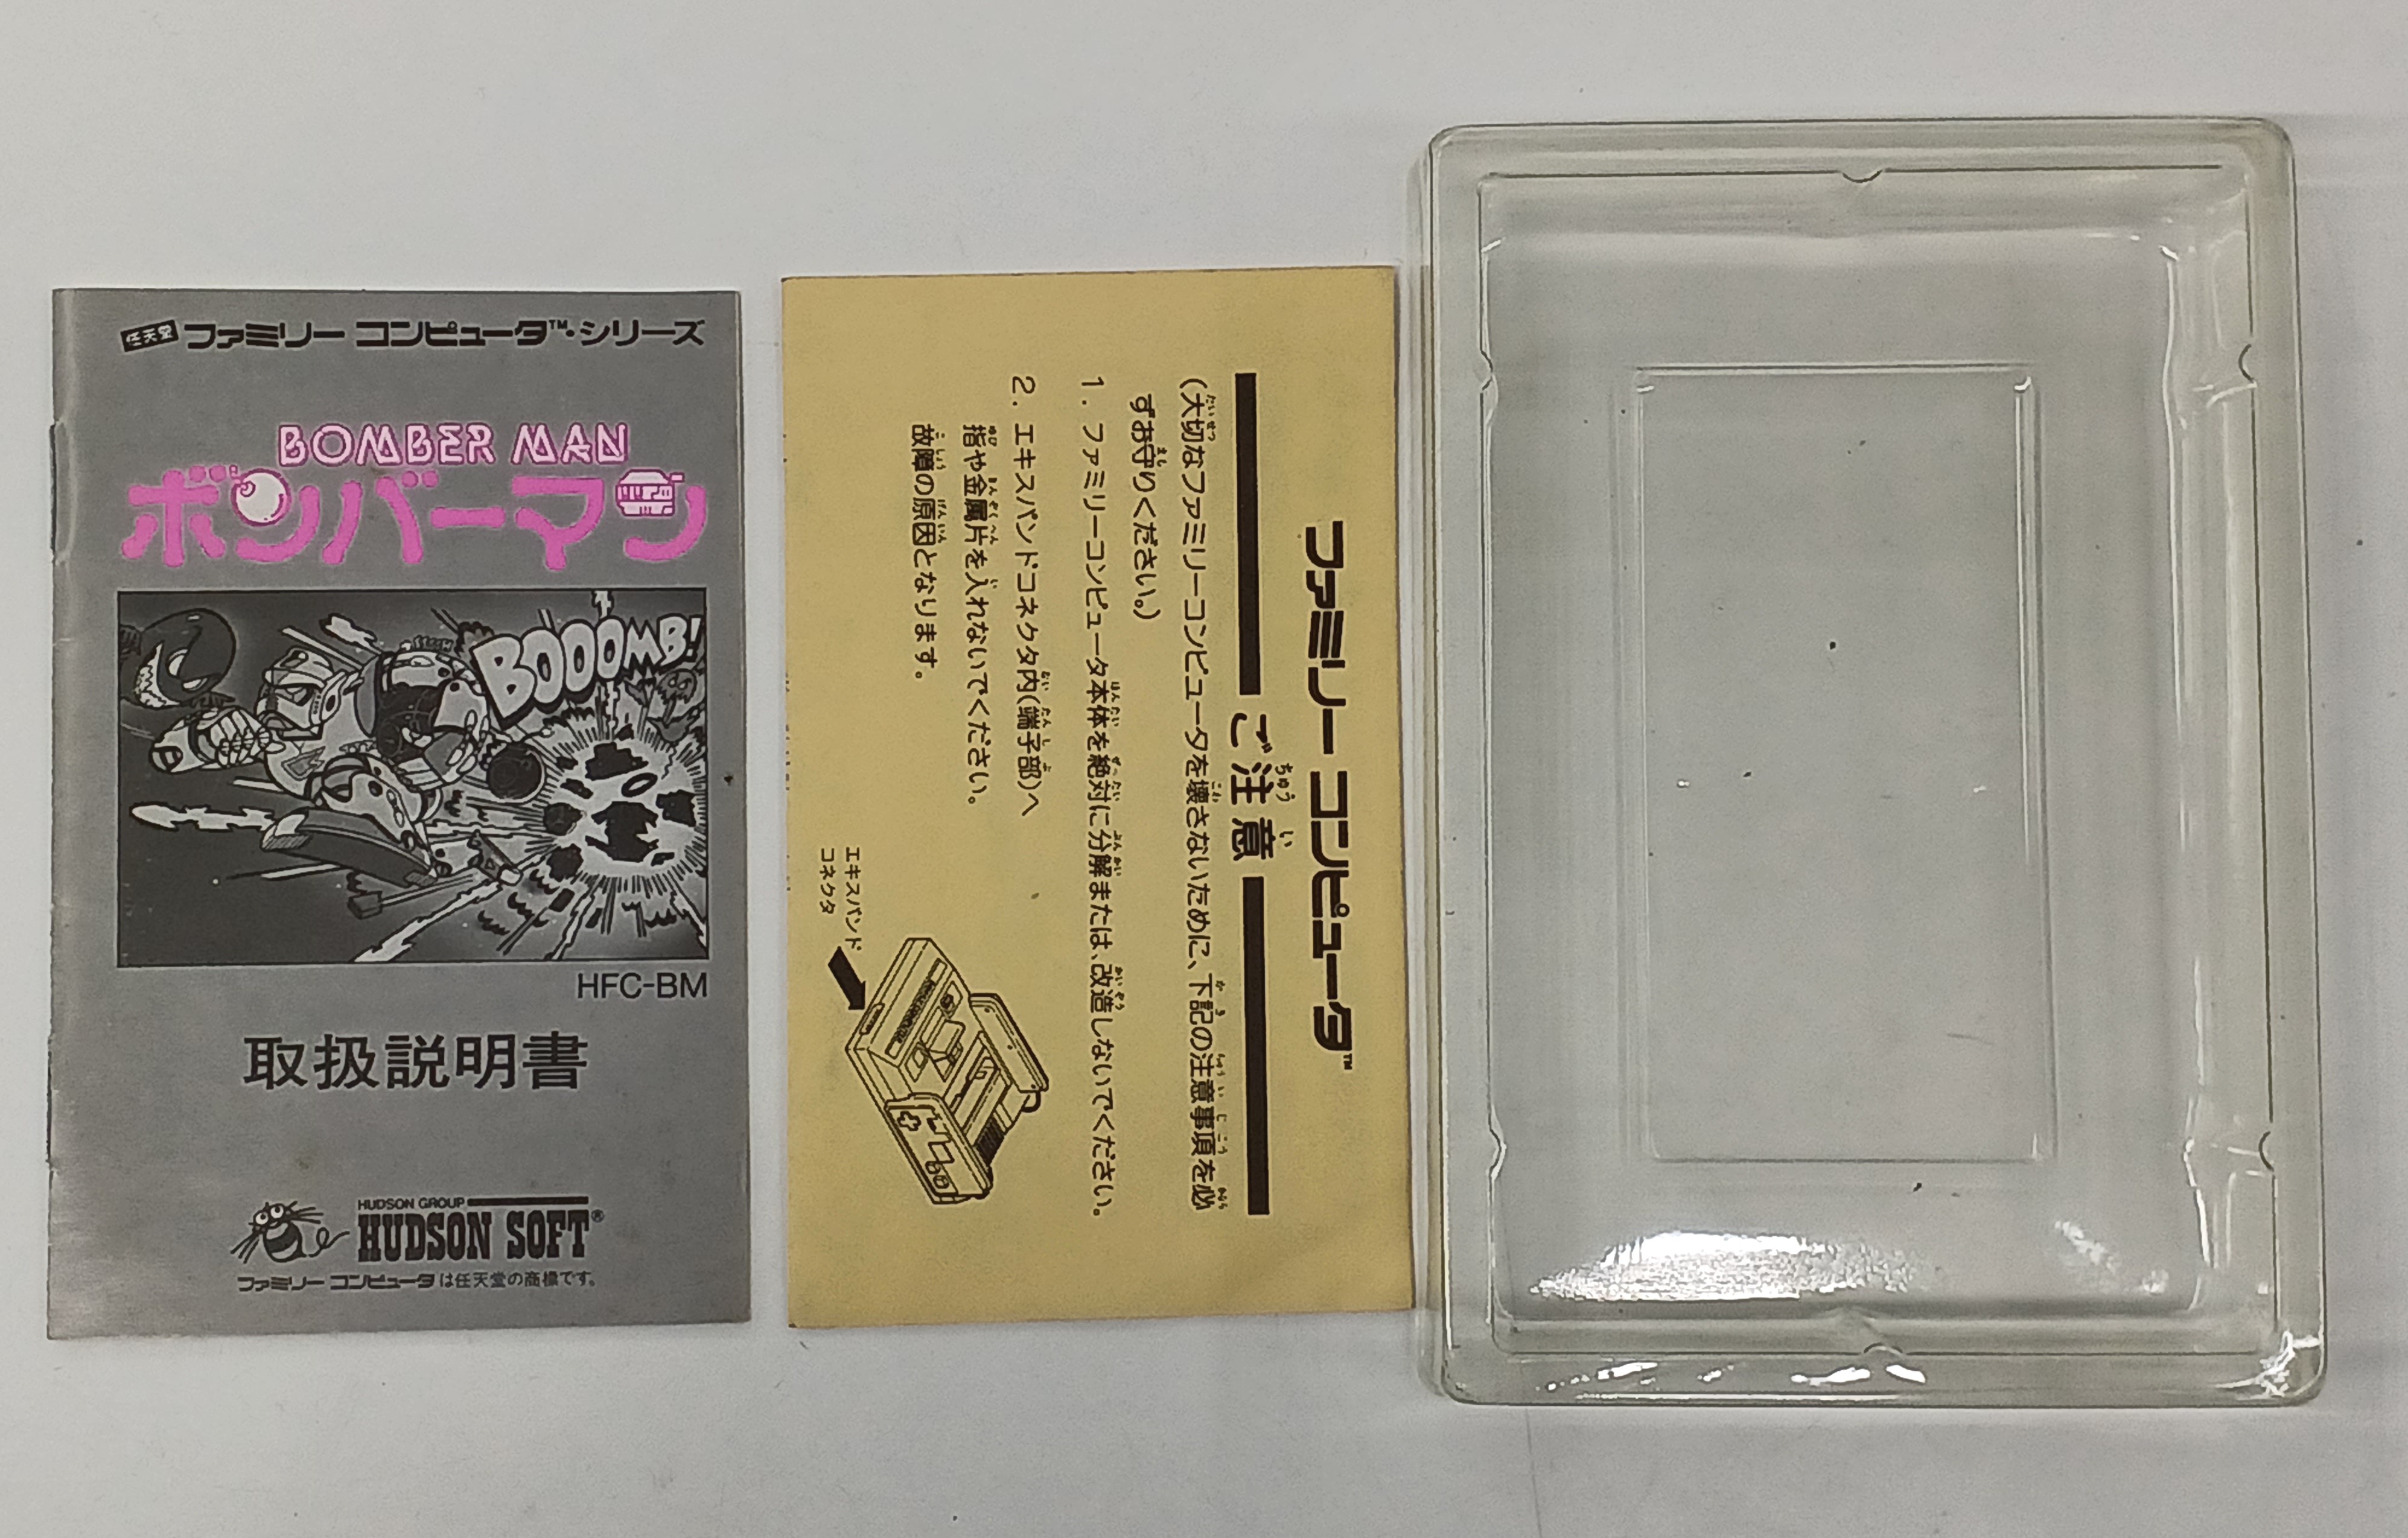 任天堂 ファミリー コンピュータ™・シリーズ
BOMBER MAN
ボンバーマン
BOOOMB!
HFC-BM
取扱説明書
HUDSON GROUP
HUDSON SOFT®
ファミリー コンピュータは任天堂の商標です。
ファミリー コンピュータ™
ご注意
(大切なファミリーコンピュータを壊さないために、下記の注意事項を必
ずお守りください。)
1. ファミリーコンピュータ本体を絶対に分解または、改造しないでください。
2. エキスパンドコネクタ内(端子部)へ
指や金属片を入れないでください。
故障の原因となります。
エキスパンド
コネクタ